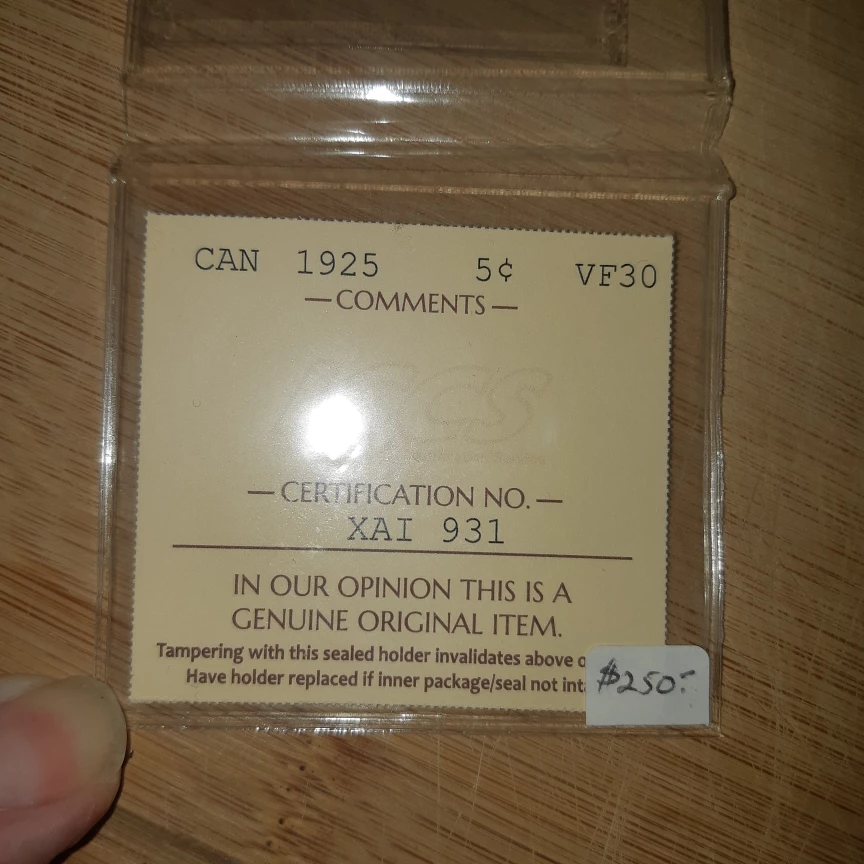 CAN 1925 5¢ VF30
— COMMENTS —
CCS
— CERTIFICATION NO. —
XAI 931
IN OUR OPINION THIS IS A
GENUINE ORIGINAL ITEM.
Tampering with this sealed holder invalidates above
Have holder replaced if inner package/seal not
$250.-